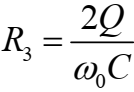 R₃ = 2Q / ω₀C